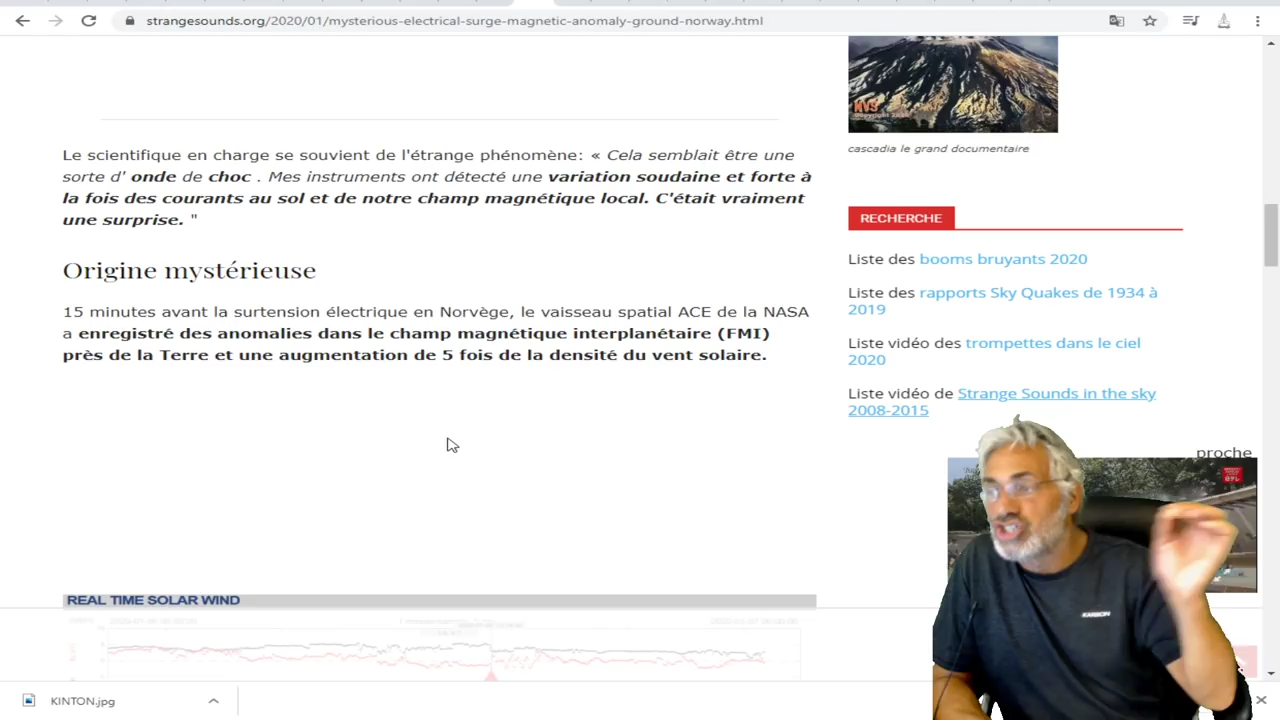 strangesounds.org/2020/01/mysterious-electrical-surge-magnetic-anomaly-ground-norway.html
KV3
cascadia le grand documentaire
Le scientifique en charge se souvient de l'étrange phénomène: « Cela semblait être une
sorte d' onde de choc . Mes instruments ont détecté une variation soudaine et forte à
la fois des courants au sol et de notre champ magnétique local. C'était vraiment
une surprise. "
Origine mystérieuse
15 minutes avant la surtension électrique en Norvège, le vaisseau spatial ACE de la NASA
a enregistré des anomalies dans le champ magnétique interplanétaire (FMI)
près de la Terre et une augmentation de 5 fois de la densité du vent solaire.
RECHERCHE
Liste des booms bruyants 2020
Liste des rapports Sky Quakes de 1934 à
2019
Liste vidéo des trompettes dans le ciel
2020
Liste vidéo de Strange Sounds in the sky
2008-2015
proche
REAL TIME SOLAR WIND
KARBON
KINTON.jpg